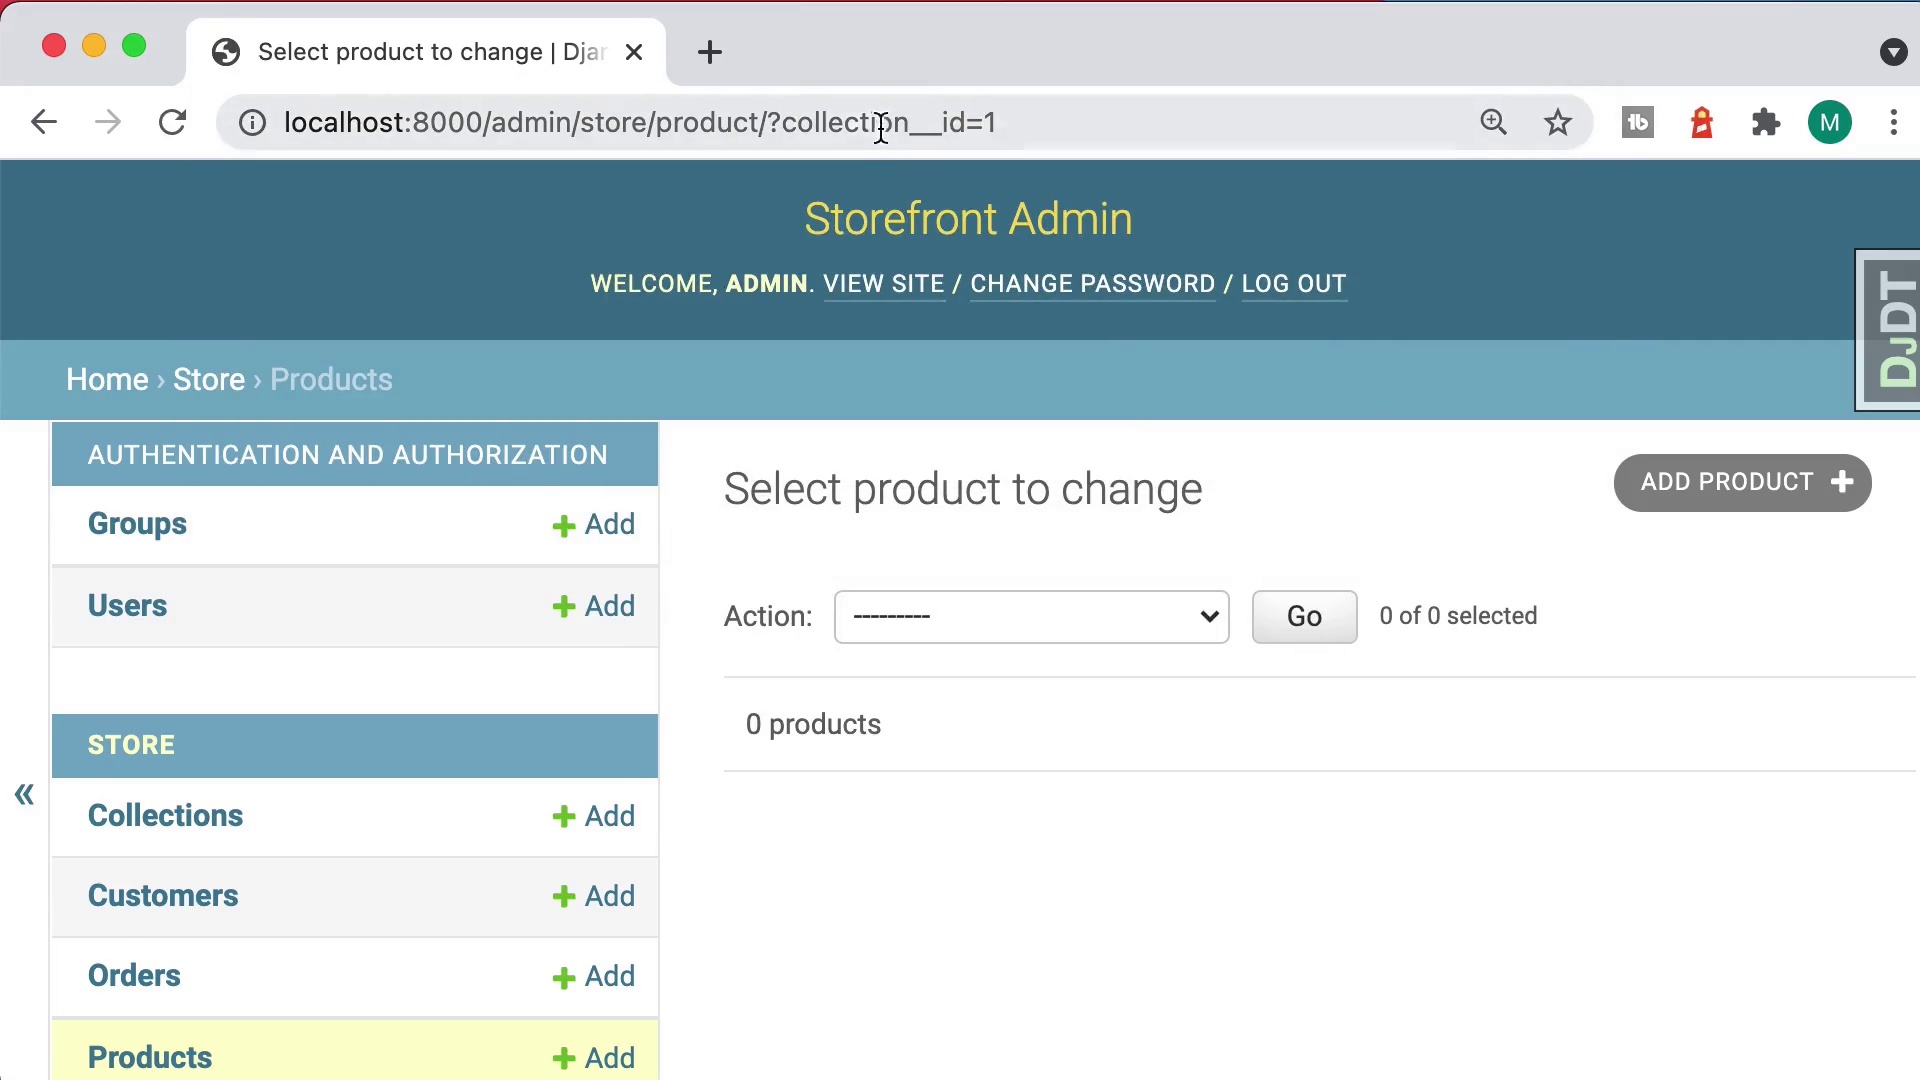 Select product to change | Djan
localhost:8000/admin/store/product/?collection__id=1
M
Storefront Admin
WELCOME, ADMIN. VIEW SITE / CHANGE PASSWORD / LOG OUT
DJDT
Home › Store › Products
AUTHENTICATION AND AUTHORIZATION
Groups Add
Users Add
STORE
Collections Add
Customers Add
Orders Add
Products Add
«
Select product to change
ADD PRODUCT
Action: --------- Go 0 of 0 selected
0 products